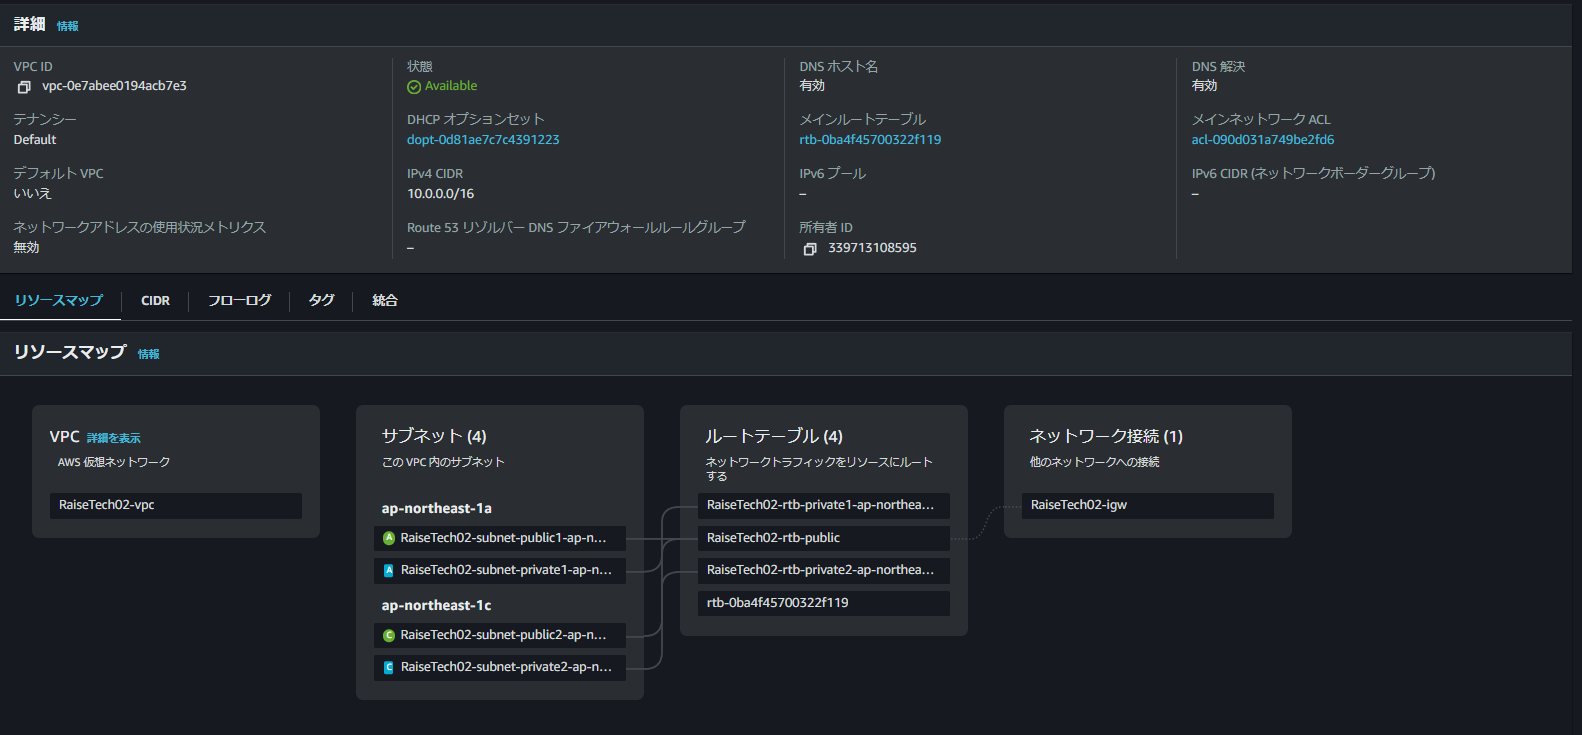 詳細 情報
VPC ID
vpc-0e7abee0194acb7e3
状態
Available
DNS ホスト名
有効
DNS 解決
有効
テナンシー
Default
DHCP オプションセット
dopt-0d81ae7c7c4391223
メインルートテーブル
rtb-0ba4f45700322f119
メインネットワーク ACL
acl-090d031a749be2fd6
デフォルト VPC
いいえ
IPv4 CIDR
10.0.0.0/16
IPv6 プール
–
IPv6 CIDR (ネットワークボーダーグループ)
–
ネットワークアドレスの使用状況メトリクス
無効
Route 53 リゾルバー DNS ファイアウォールルールグループ
–
所有者 ID
339713108595
リソースマップ CIDR フローログ タグ 統合
リソースマップ 情報
VPC 詳細を表示
AWS 仮想ネットワーク
RaiseTech02-vpc
サブネット (4)
この VPC 内のサブネット
ap-northeast-1a
A RaiseTech02-subnet-public1-ap-n...
A RaiseTech02-subnet-private1-ap-n...
ap-northeast-1c
C RaiseTech02-subnet-public2-ap-n...
C RaiseTech02-subnet-private2-ap-n...
ルートテーブル (4)
ネットワークトラフィックをリソースにルート
する
RaiseTech02-rtb-private1-ap-northea...
RaiseTech02-rtb-public
RaiseTech02-rtb-private2-ap-northea...
rtb-0ba4f45700322f119
ネットワーク接続 (1)
他のネットワークへの接続
RaiseTech02-igw